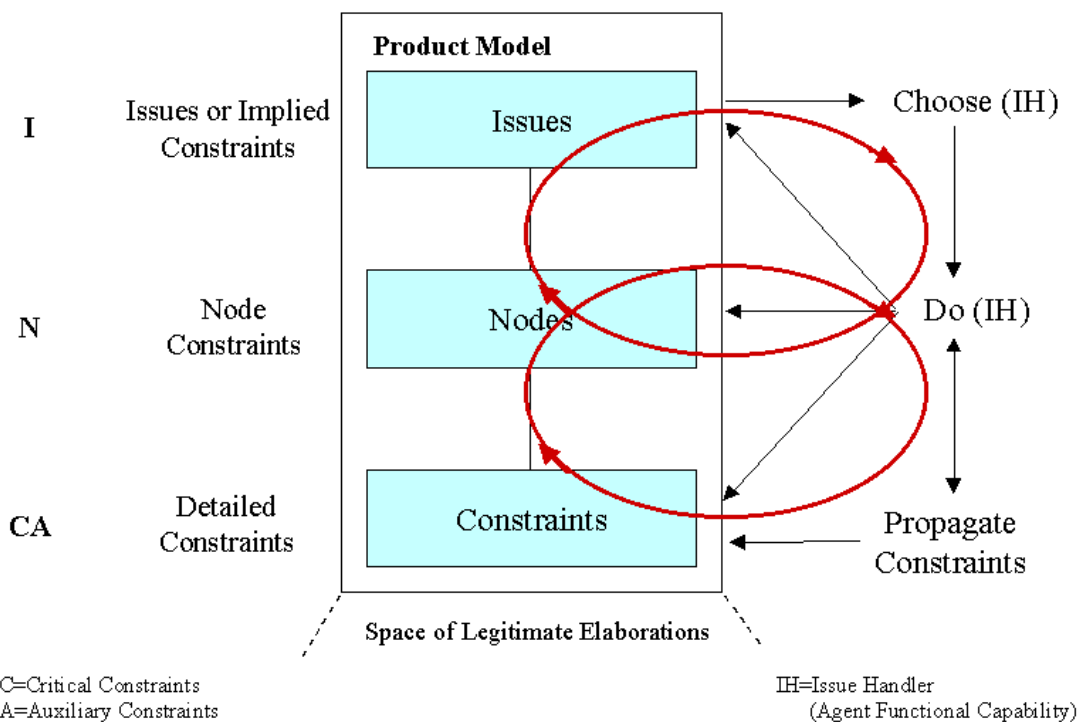 Product Model
I
Issues or Implied
Constraints
Issues
Choose (IH)
N
Node
Constraints
Nodes
Do (IH)
CA
Detailed
Constraints
Constraints
Propagate
Constraints
Space of Legitimate Elaborations
C=Critical Constraints
A=Auxiliary Constraints
IH=Issue Handler
(Agent Functional Capability)